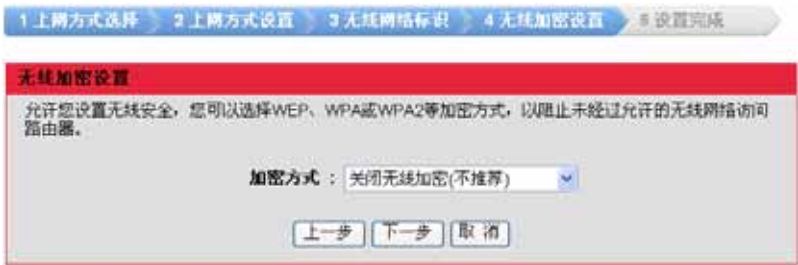 1 上网方式选择 2 上网方式设置 3 无线网络标识 4 无线加密设置 5 设置完成
无线加密设置
允许您设置无线安全，您可以选择WEP、WPA或WPA2等加密方式，以阻止未经过允许的无线网络访问
路由器。
加密方式 ： 关闭无线加密(不推荐)
上一步 下一步 取 消